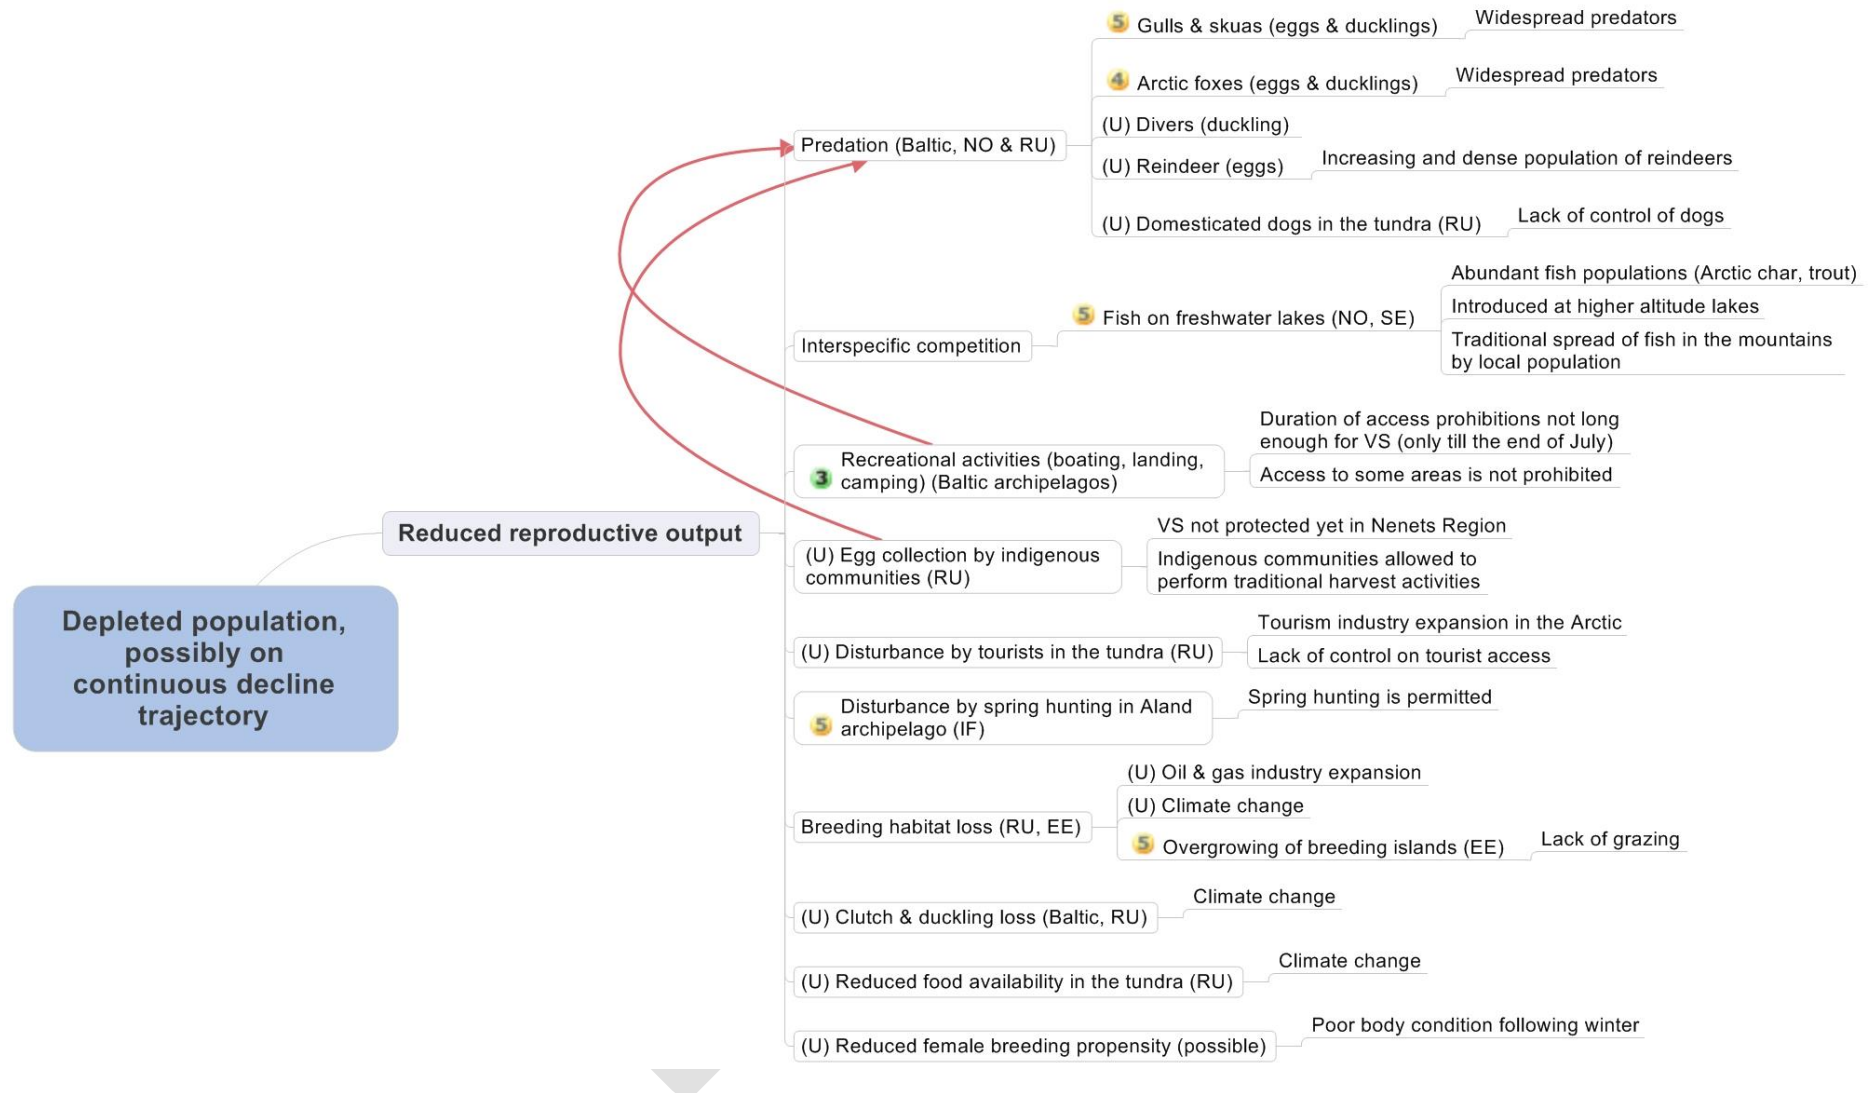 Depleted population,
possibly on
continuous decline
trajectory
Reduced reproductive output
Predation (Baltic, NO & RU)
5 Gulls & skuas (eggs & ducklings)
Widespread predators
4 Arctic foxes (eggs & ducklings)
Widespread predators
(U) Divers (duckling)
(U) Reindeer (eggs)
Increasing and dense population of reindeers
(U) Domesticated dogs in the tundra (RU)
Lack of control of dogs
Interspecific competition
5 Fish on freshwater lakes (NO, SE)
Abundant fish populations (Arctic char, trout)
Introduced at higher altitude lakes
Traditional spread of fish in the mountains
by local population
3 Recreational activities (boating, landing,
camping) (Baltic archipelagos)
Duration of access prohibitions not long
enough for VS (only till the end of July)
Access to some areas is not prohibited
(U) Egg collection by indigenous
communities (RU)
VS not protected yet in Nenets Region
Indigenous communities allowed to
perform traditional harvest activities
(U) Disturbance by tourists in the tundra (RU)
Tourism industry expansion in the Arctic
Lack of control on tourist access
5 Disturbance by spring hunting in Aland
archipelago (IF)
Spring hunting is permitted
Breeding habitat loss (RU, EE)
(U) Oil & gas industry expansion
(U) Climate change
5 Overgrowing of breeding islands (EE)
Lack of grazing
(U) Clutch & duckling loss (Baltic, RU)
Climate change
(U) Reduced food availability in the tundra (RU)
Climate change
(U) Reduced female breeding propensity (possible)
Poor body condition following winter